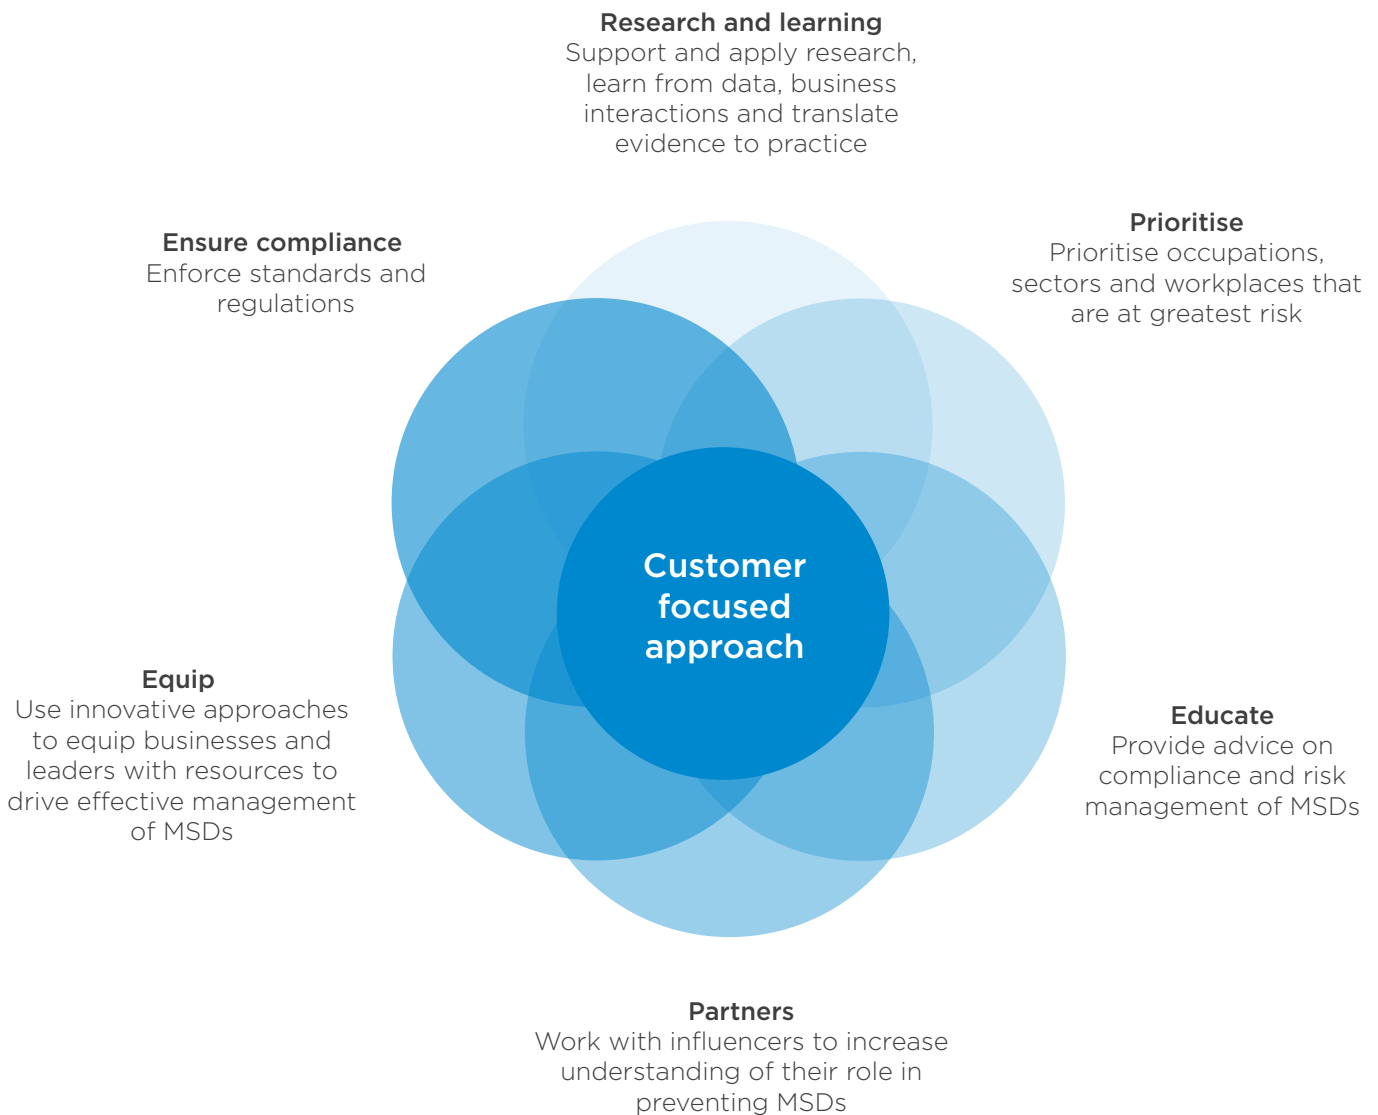 Research and learning
Support and apply research,
learn from data, business
interactions and translate
evidence to practice
Prioritise
Prioritise occupations,
sectors and workplaces that
are at greatest risk
Ensure compliance
Enforce standards and
regulations
Customer
focused
approach
Equip
Use innovative approaches
to equip businesses and
leaders with resources to
drive effective management
of MSDs
Educate
Provide advice on
compliance and risk
management of MSDs
Partners
Work with influencers to increase
understanding of their role in
preventing MSDs